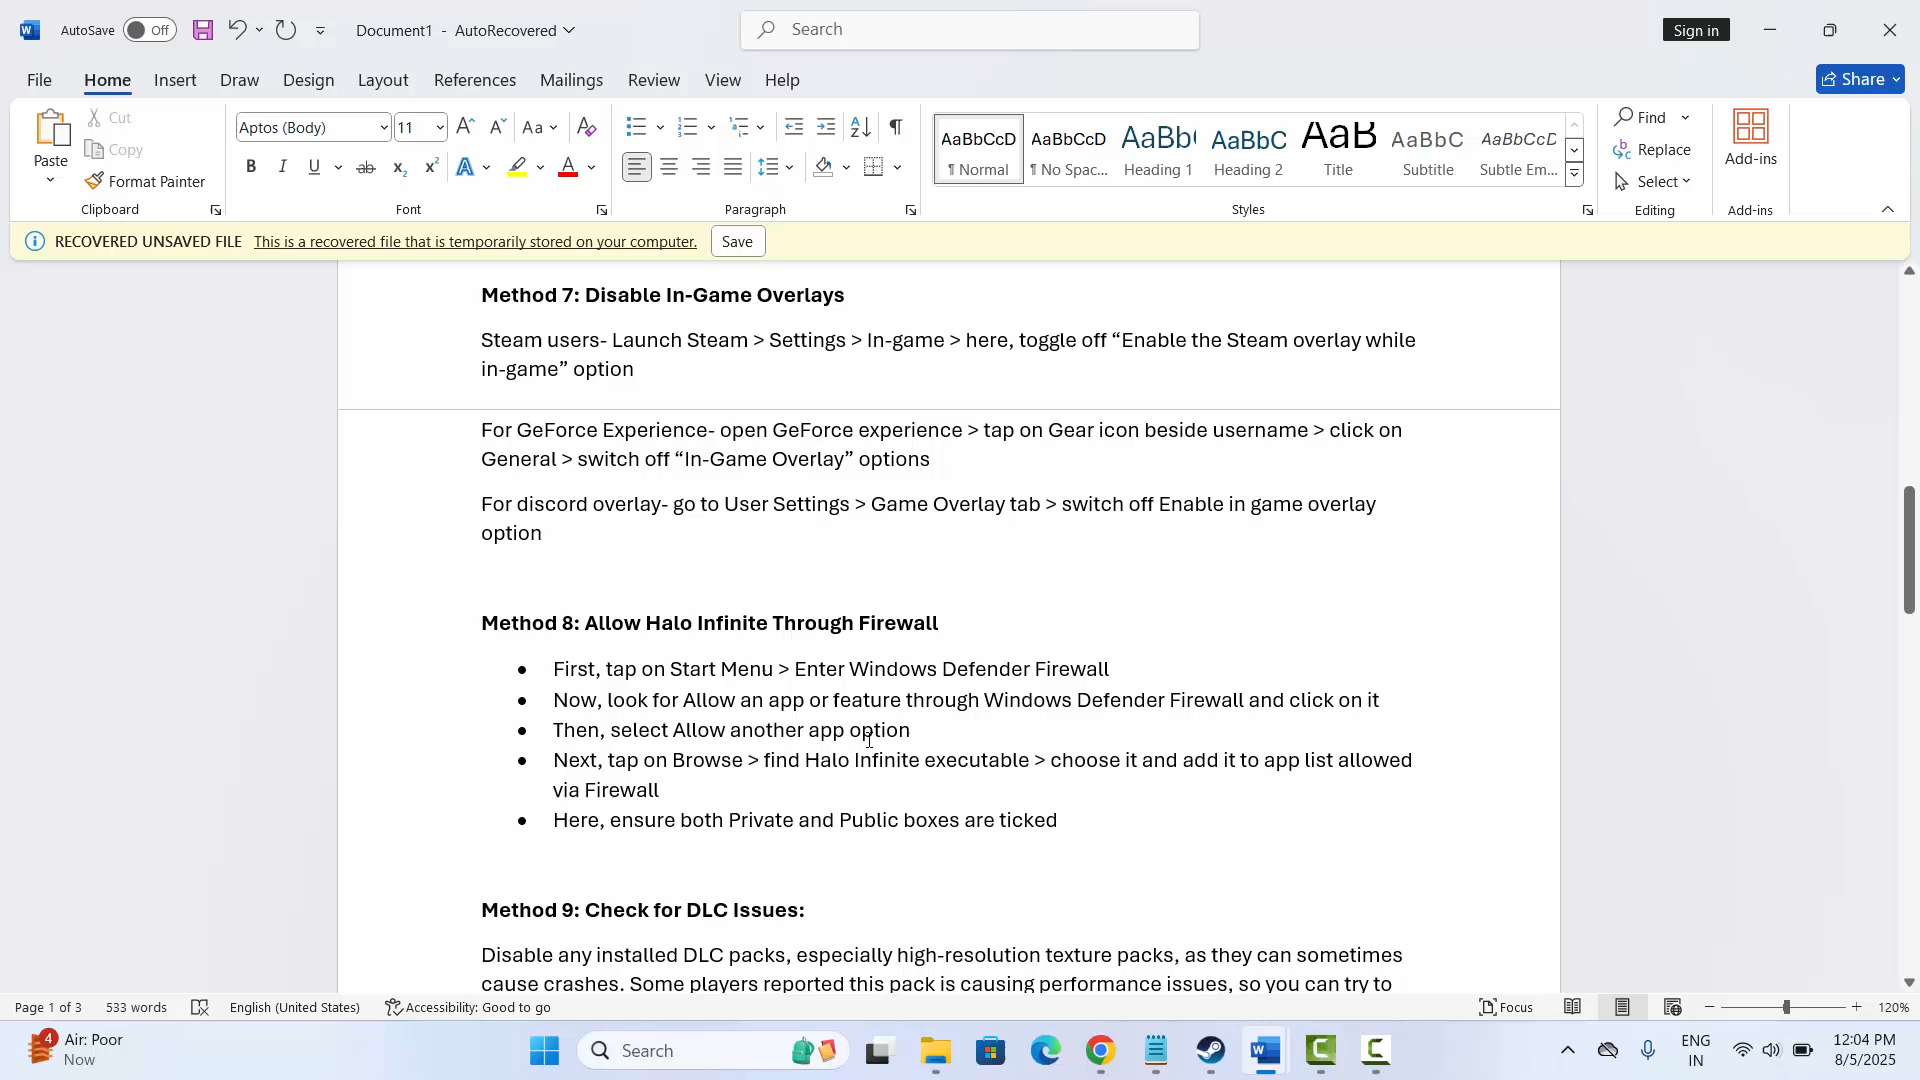 AutoSave Off Document1 - AutoRecovered Search Sign in
File Home Insert Draw Design Layout References Mailings Review View Help Share
Paste Cut Copy Format Painter Clipboard
Aptos (Body) 11 Aa
B I U ab x₂ x² A A
Font
Paragraph
AaBbCcD AaBbCcD AaBb( AaBbC AaB AaBbC AaBbCcD
¶ Normal ¶ No Spac... Heading 1 Heading 2 Title Subtitle Subtle Em...
Styles
Find
Replace
Select
Editing
Add-ins
Add-ins
RECOVERED UNSAVED FILE This is a recovered file that is temporarily stored on your computer. Save
Method 7: Disable In-Game Overlays
Steam users- Launch Steam > Settings > In-game > here, toggle off “Enable the Steam overlay while
in-game” option
For GeForce Experience- open GeForce experience > tap on Gear icon beside username > click on
General > switch off “In-Game Overlay” options
For discord overlay- go to User Settings > Game Overlay tab > switch off Enable in game overlay
option
Method 8: Allow Halo Infinite Through Firewall
• First, tap on Start Menu > Enter Windows Defender Firewall
• Now, look for Allow an app or feature through Windows Defender Firewall and click on it
• Then, select Allow another app option
• Next, tap on Browse > find Halo Infinite executable > choose it and add it to app list allowed
via Firewall
• Here, ensure both Private and Public boxes are ticked
Method 9: Check for DLC Issues:
Disable any installed DLC packs, especially high-resolution texture packs, as they can sometimes
cause crashes. Some players reported this pack is causing performance issues, so you can try to
Page 1 of 3 533 words English (United States) Accessibility: Good to go Focus 120%
4 Air: Poor
Now
Search
ENG
IN
12:04 PM
8/5/2025